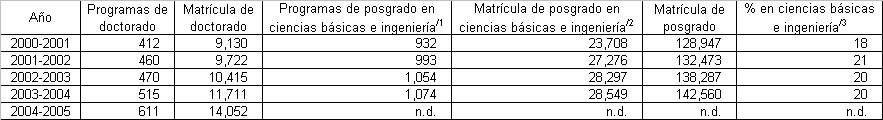 Año Programas de doctorado Matrícula de doctorado Programas de posgrado en ciencias básicas e ingeniería/1 Matrícula de posgrado en ciencias básicas e ingeniería/2 Matrícula de posgrado % en ciencias básicas e ingeniería/3
2000-2001 412 9,130 932 23,708 128,947 18
2001-2002 460 9,722 993 27,276 132,473 21
2002-2003 470 10,415 1,054 28,297 138,287 20
2003-2004 515 11,711 1,074 28,549 142,560 20
2004-2005 611 14,052 n.d. n.d. n.d. n.d.